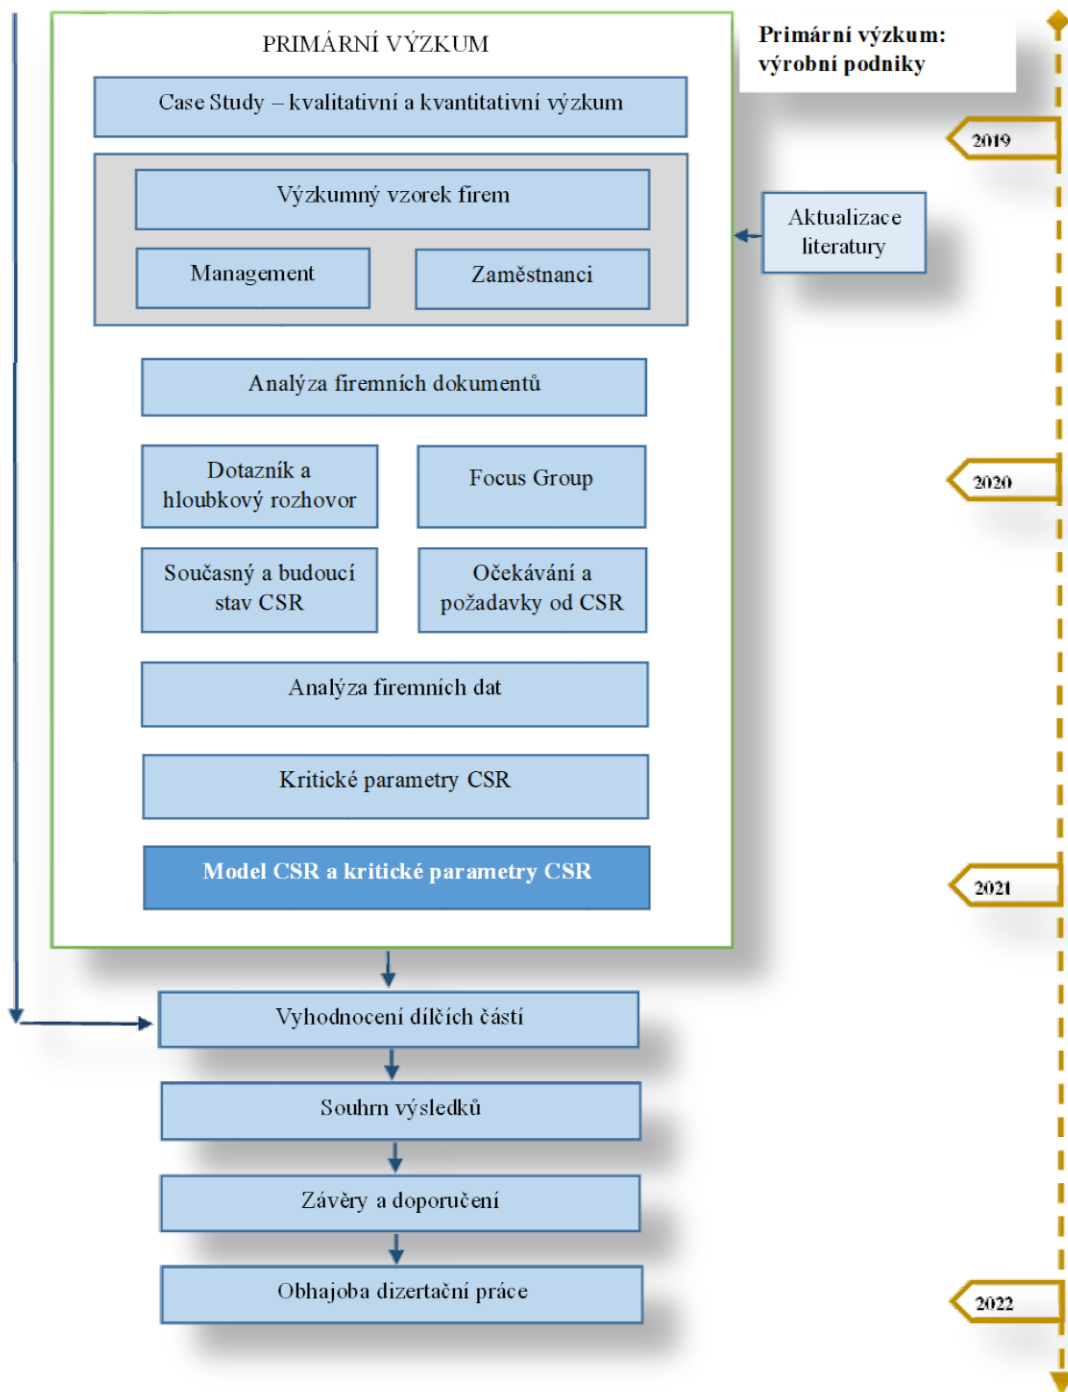 PRIMÁRNÍ VÝZKUM
Primární výzkum:
výrobní podniky
Case Study – kvalitativní a kvantitativní výzkum
2019
Výzkumný vzorek firem
Aktualizace
literatury
Management
Zaměstnanci
Analýza firemních dokumentů
Dotazník a
hloubkový rozhovor
Focus Group
2020
Současný a budoucí
stav CSR
Očekávání a
požadavky od CSR
Analýza firemních dat
Kritické parametry CSR
Model CSR a kritické parametry CSR
2021
Vyhodnocení dílčích částí
Souhrn výsledků
Závěry a doporučení
Obhajoba dizertační práce
2022